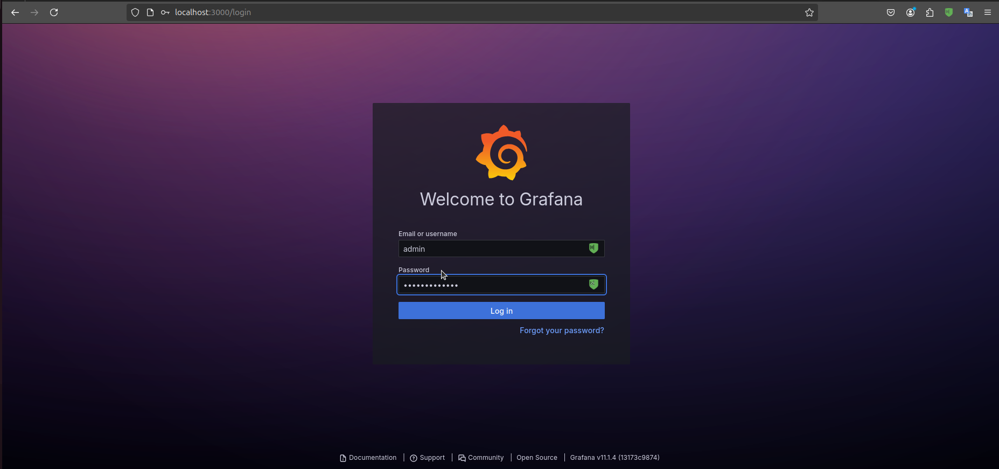 localhost:3000/login
Welcome to Grafana
Email or username
admin
Password
•••••••••••••
Log in
Forgot your password?
Documentation | Support | Community | Open Source | Grafana v11.1.4 (13173c9874)